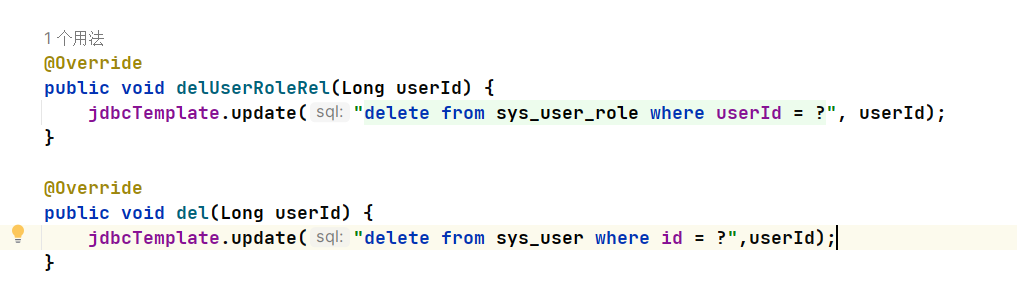 1 个用法
@Override
public void delUserRoleRel(Long userId) {
jdbcTemplate.update( sql: "delete from sys_user_role where userId = ?", userId);
}
@Override
public void del(Long userId) {
jdbcTemplate.update( sql: "delete from sys_user where id = ?",userId);
}